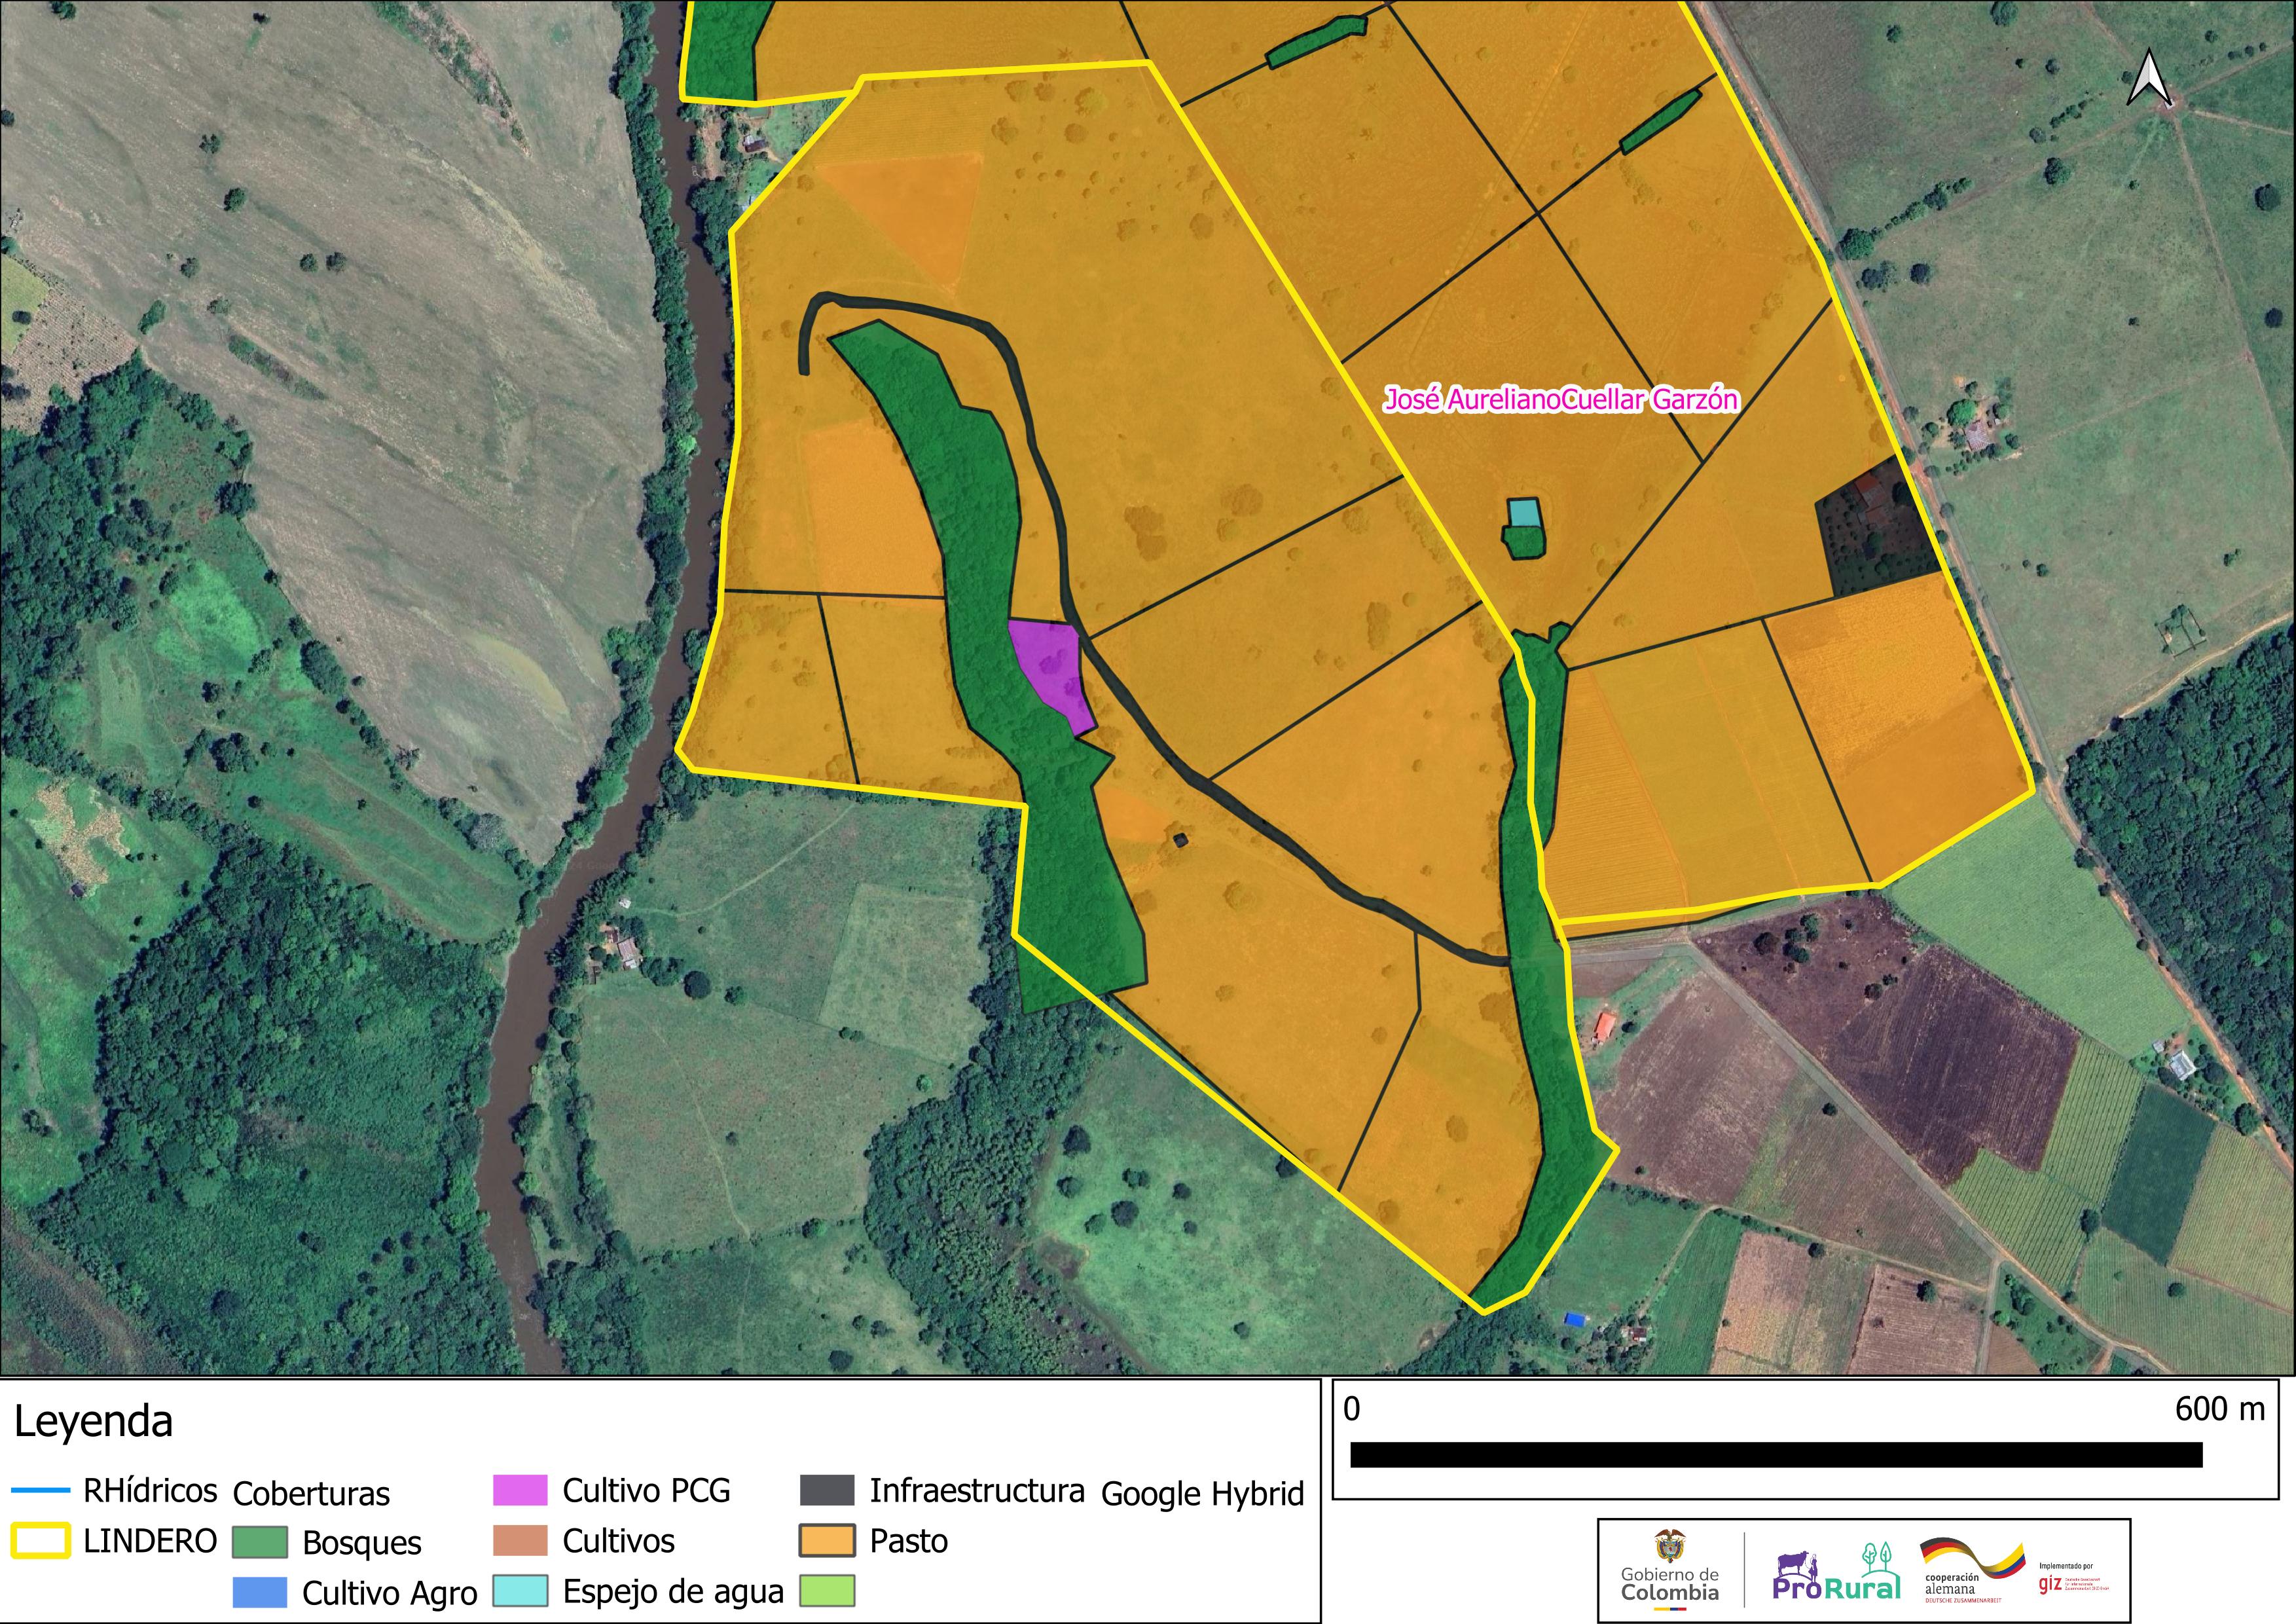 José AurelianoCuellar Garzón
Leyenda
RHídricos
LINDERO
Coberturas
Bosques
Cultivo Agro
Cultivo PCG
Cultivos
Espejo de agua
Infraestructura
Pasto
Google Hybrid
0 600 m
Gobierno de
Colombia
ProRural
cooperación
alemana
DEUTSCHE ZUSAMMENARBEIT
Implementado por
giz